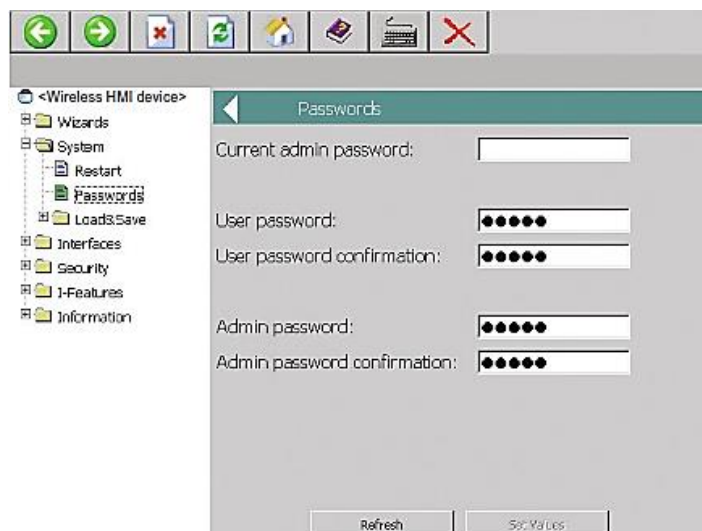 <Wireless HMI device>
Wizards
System
Restart
Passwords
Load&Save
Interfaces
Security
I-Features
Information
Passwords
Current admin password:
User password: ●●●●●
User password confirmation: ●●●●●
Admin password: ●●●●●
Admin password confirmation: ●●●●●
Refresh
Set Values